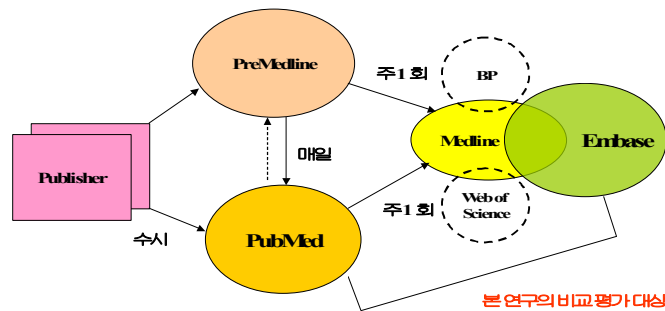 PreMedline
주1 회
BP
Publisher
매일
Medline
Embase
수시
PubMed
주1 회
Web of
Science
본 연구의 비교 평가 대상